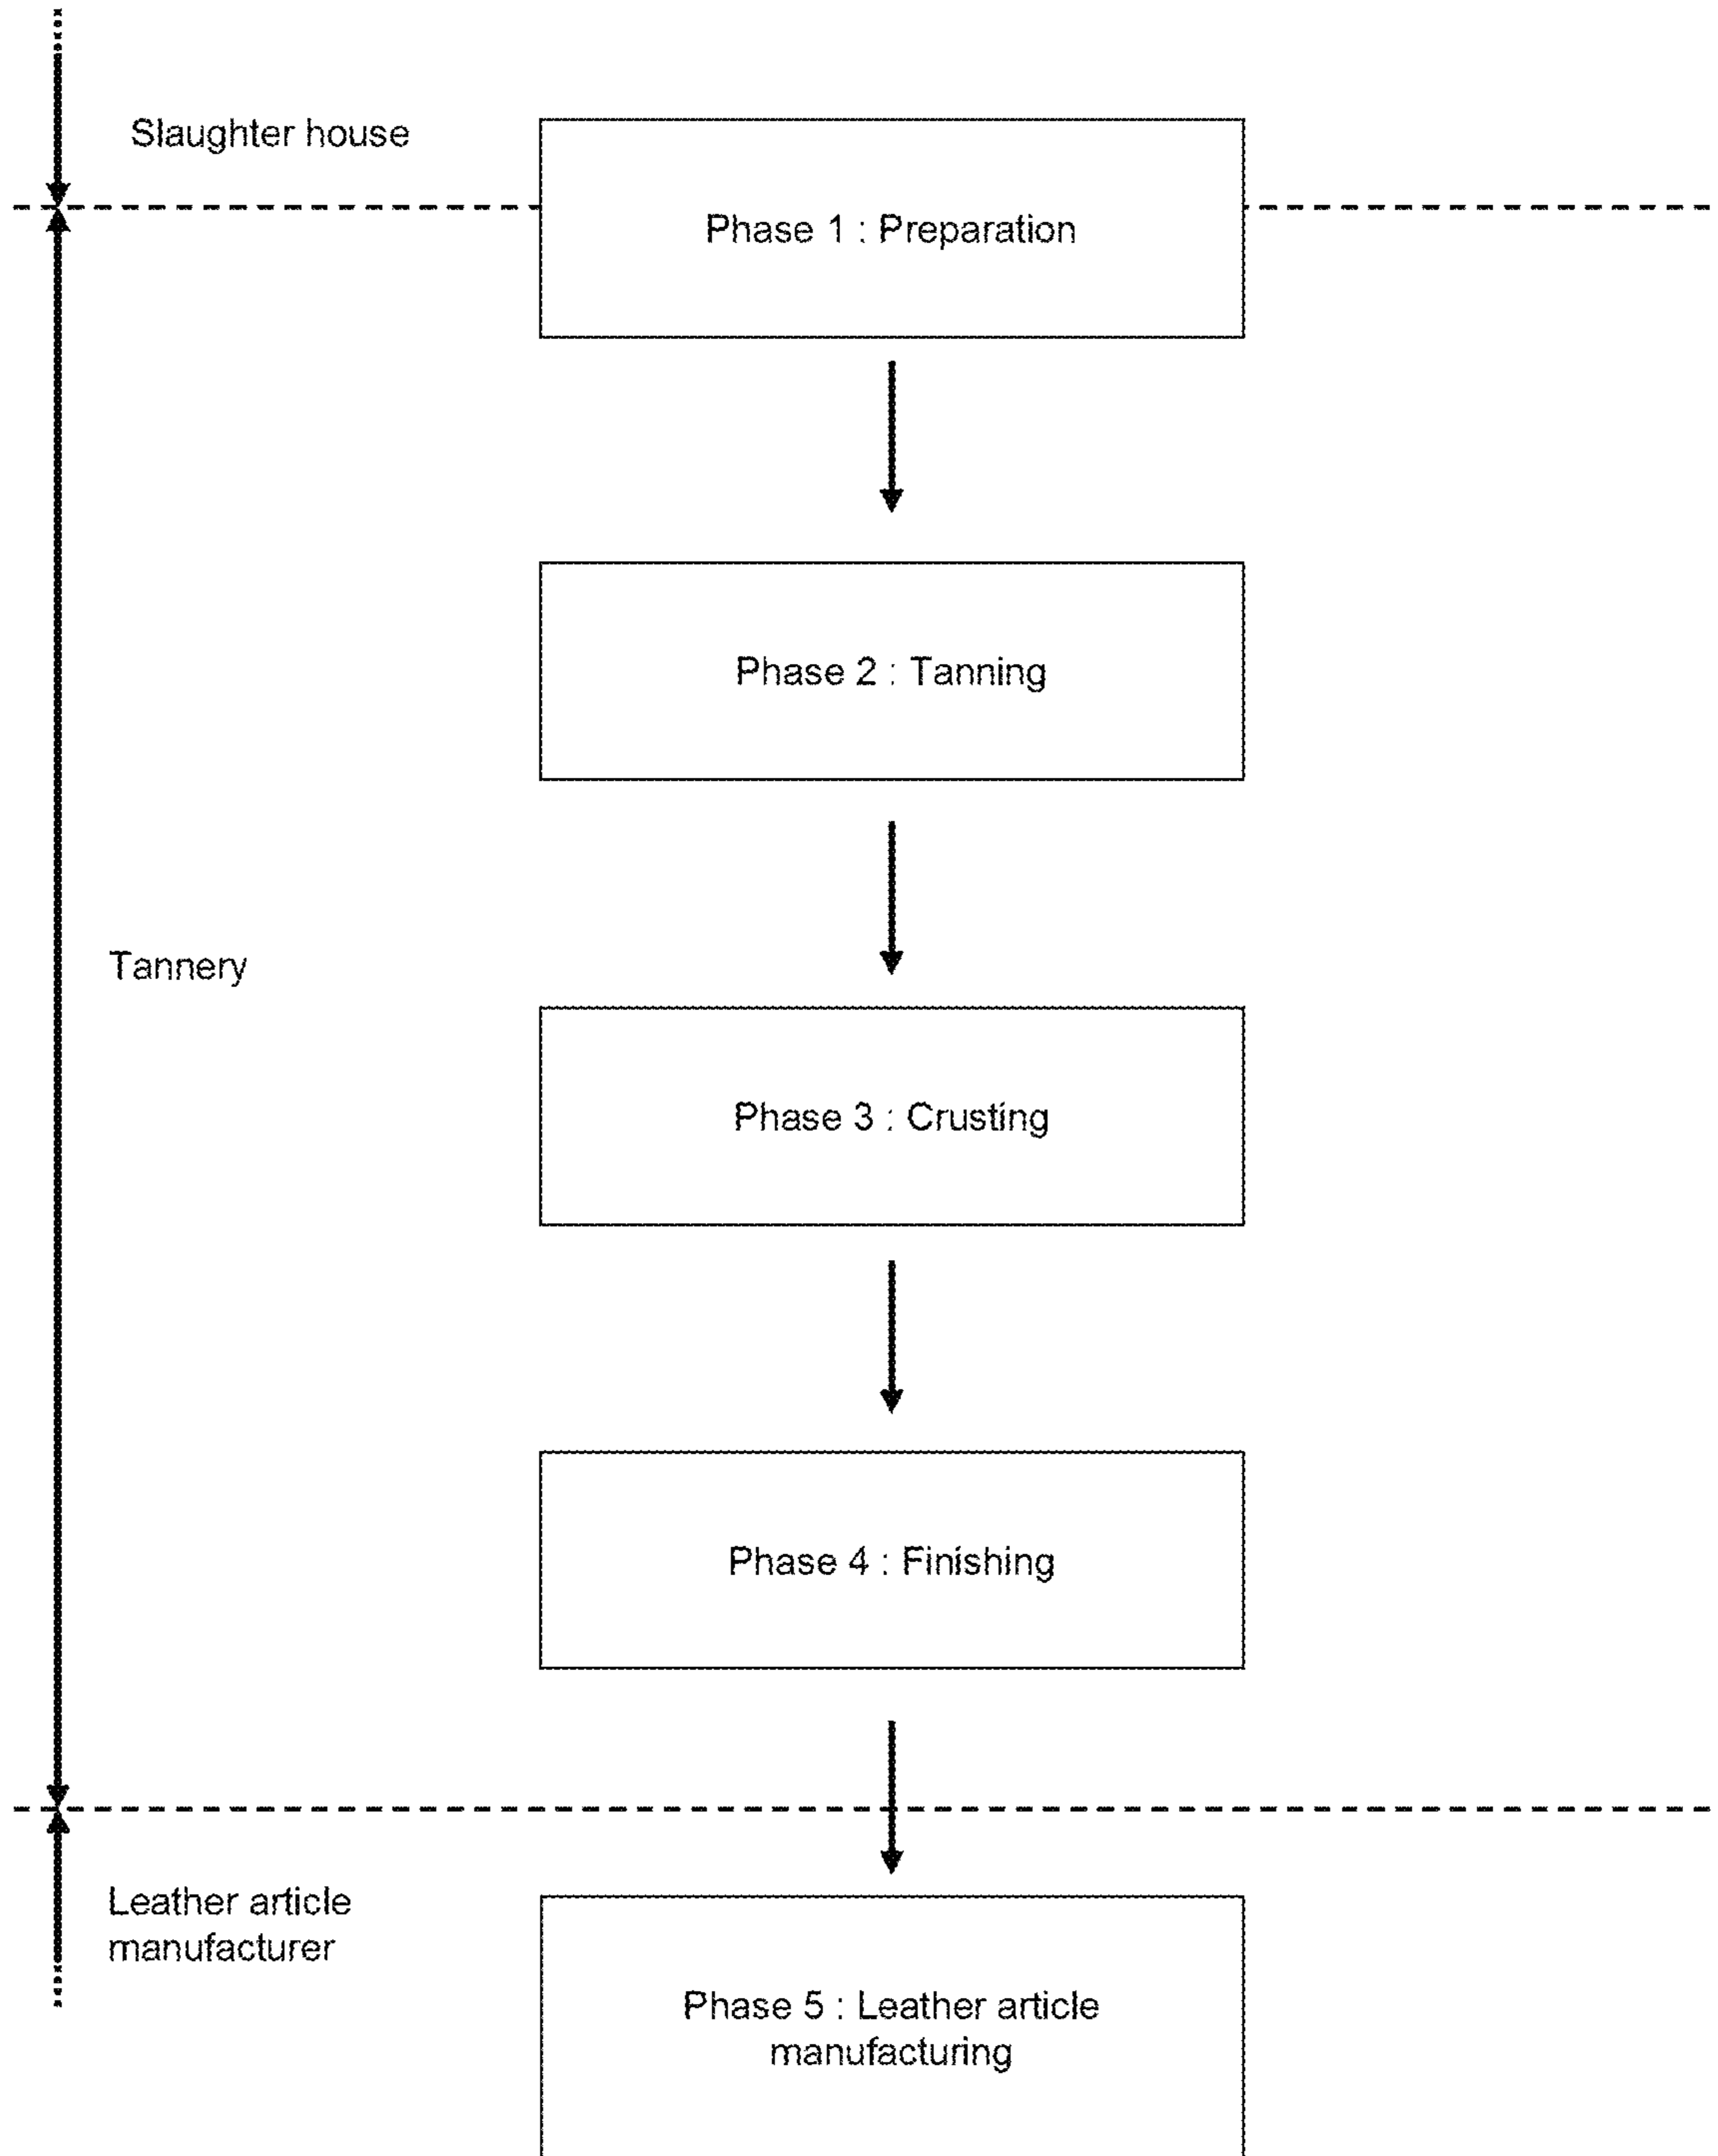 Slaughter house
Phase 1 : Preparation
Phase 2 : Tanning
Tannery
Phase 3 : Crusting
Phase 4 : Finishing
Leather article
manufacturer
Phase 5 : Leather article
manufacturing